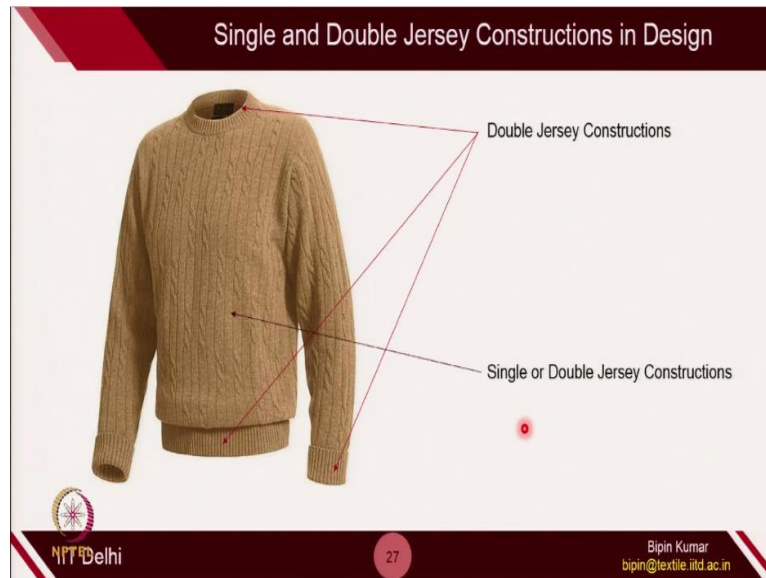 Single and Double Jersey Constructions in Design
Double Jersey Constructions
Single or Double Jersey Constructions
NPTEL
IIT Delhi
27
Bipin Kumar
bipin@textile.iitd.ac.in